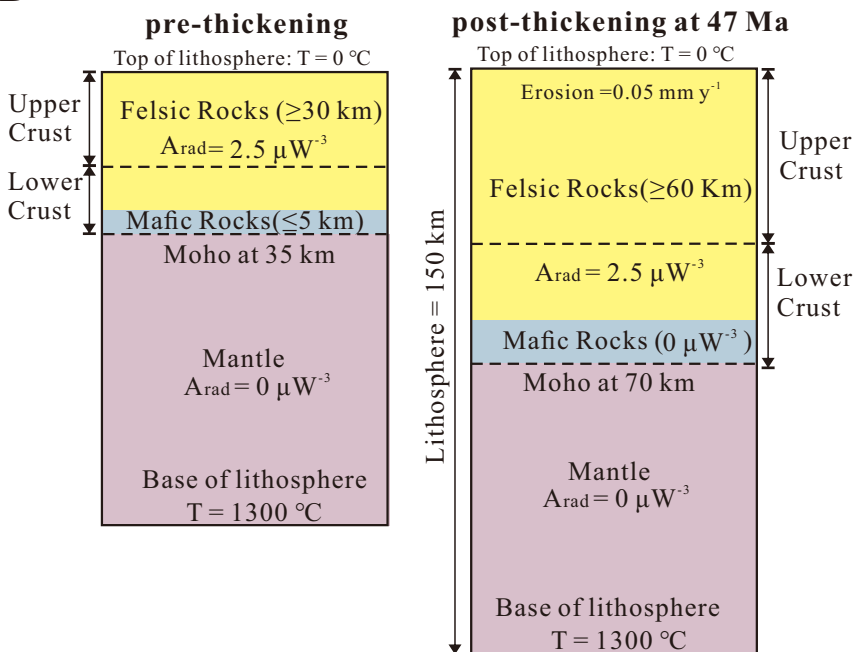 pre-thickening
Top of lithosphere: T = 0 ℃
Upper
Crust
Lower
Crust
Felsic Rocks (≥30 km)
Arad = 2.5 μW⁻³
Mafic Rocks(≤5 km)
Moho at 35 km
Mantle
Arad = 0 μW⁻³
Base of lithosphere
T = 1300 ℃
post-thickening at 47 Ma
Top of lithosphere: T = 0 ℃
Lithosphere = 150 km
Erosion =0.05 mm y⁻¹
Felsic Rocks(≥60 Km)
Arad = 2.5 μW⁻³
Mafic Rocks (0 μW⁻³ )
Moho at 70 km
Mantle
Arad = 0 μW⁻³
Base of lithosphere
T = 1300 ℃
Upper
Crust
Lower
Crust